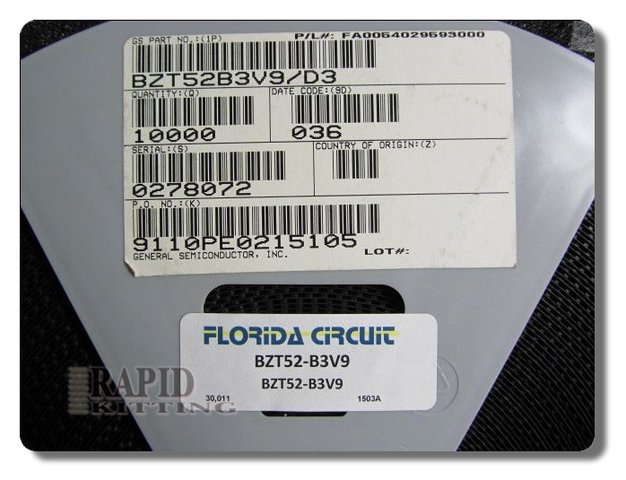 GS PART NO.:(1P)
P/L#: FA0064029693000
BZT52B3V9/D3
QUANTITY:(Q)
DATE CODE:(9D)
10000
036
SERIAL:(S)
COUNTRY OF ORIGIN:(Z)
0278072
P.O. NO.:(K)
9110PE0215105
GENERAL SEMICONDUCTOR, INC.
LOT#:
FLORIDA CIRCUIT
BZT52-B3V9
BZT52-B3V9
30,011
1503A
RAPID
KITTING